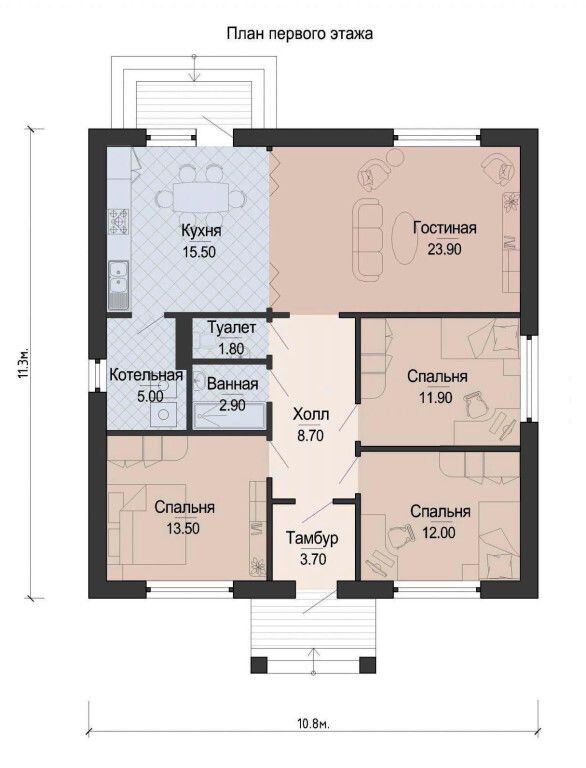 План первого этажа
Кухня
15.50
Гостиная
23.90
Туалет
1.80
Котельная
5.00
Ванная
2.90
Холл
8.70
Спальня
11.90
Спальня
13.50
Тамбур
3.70
Спальня
12.00
11.3м.
10.8м.